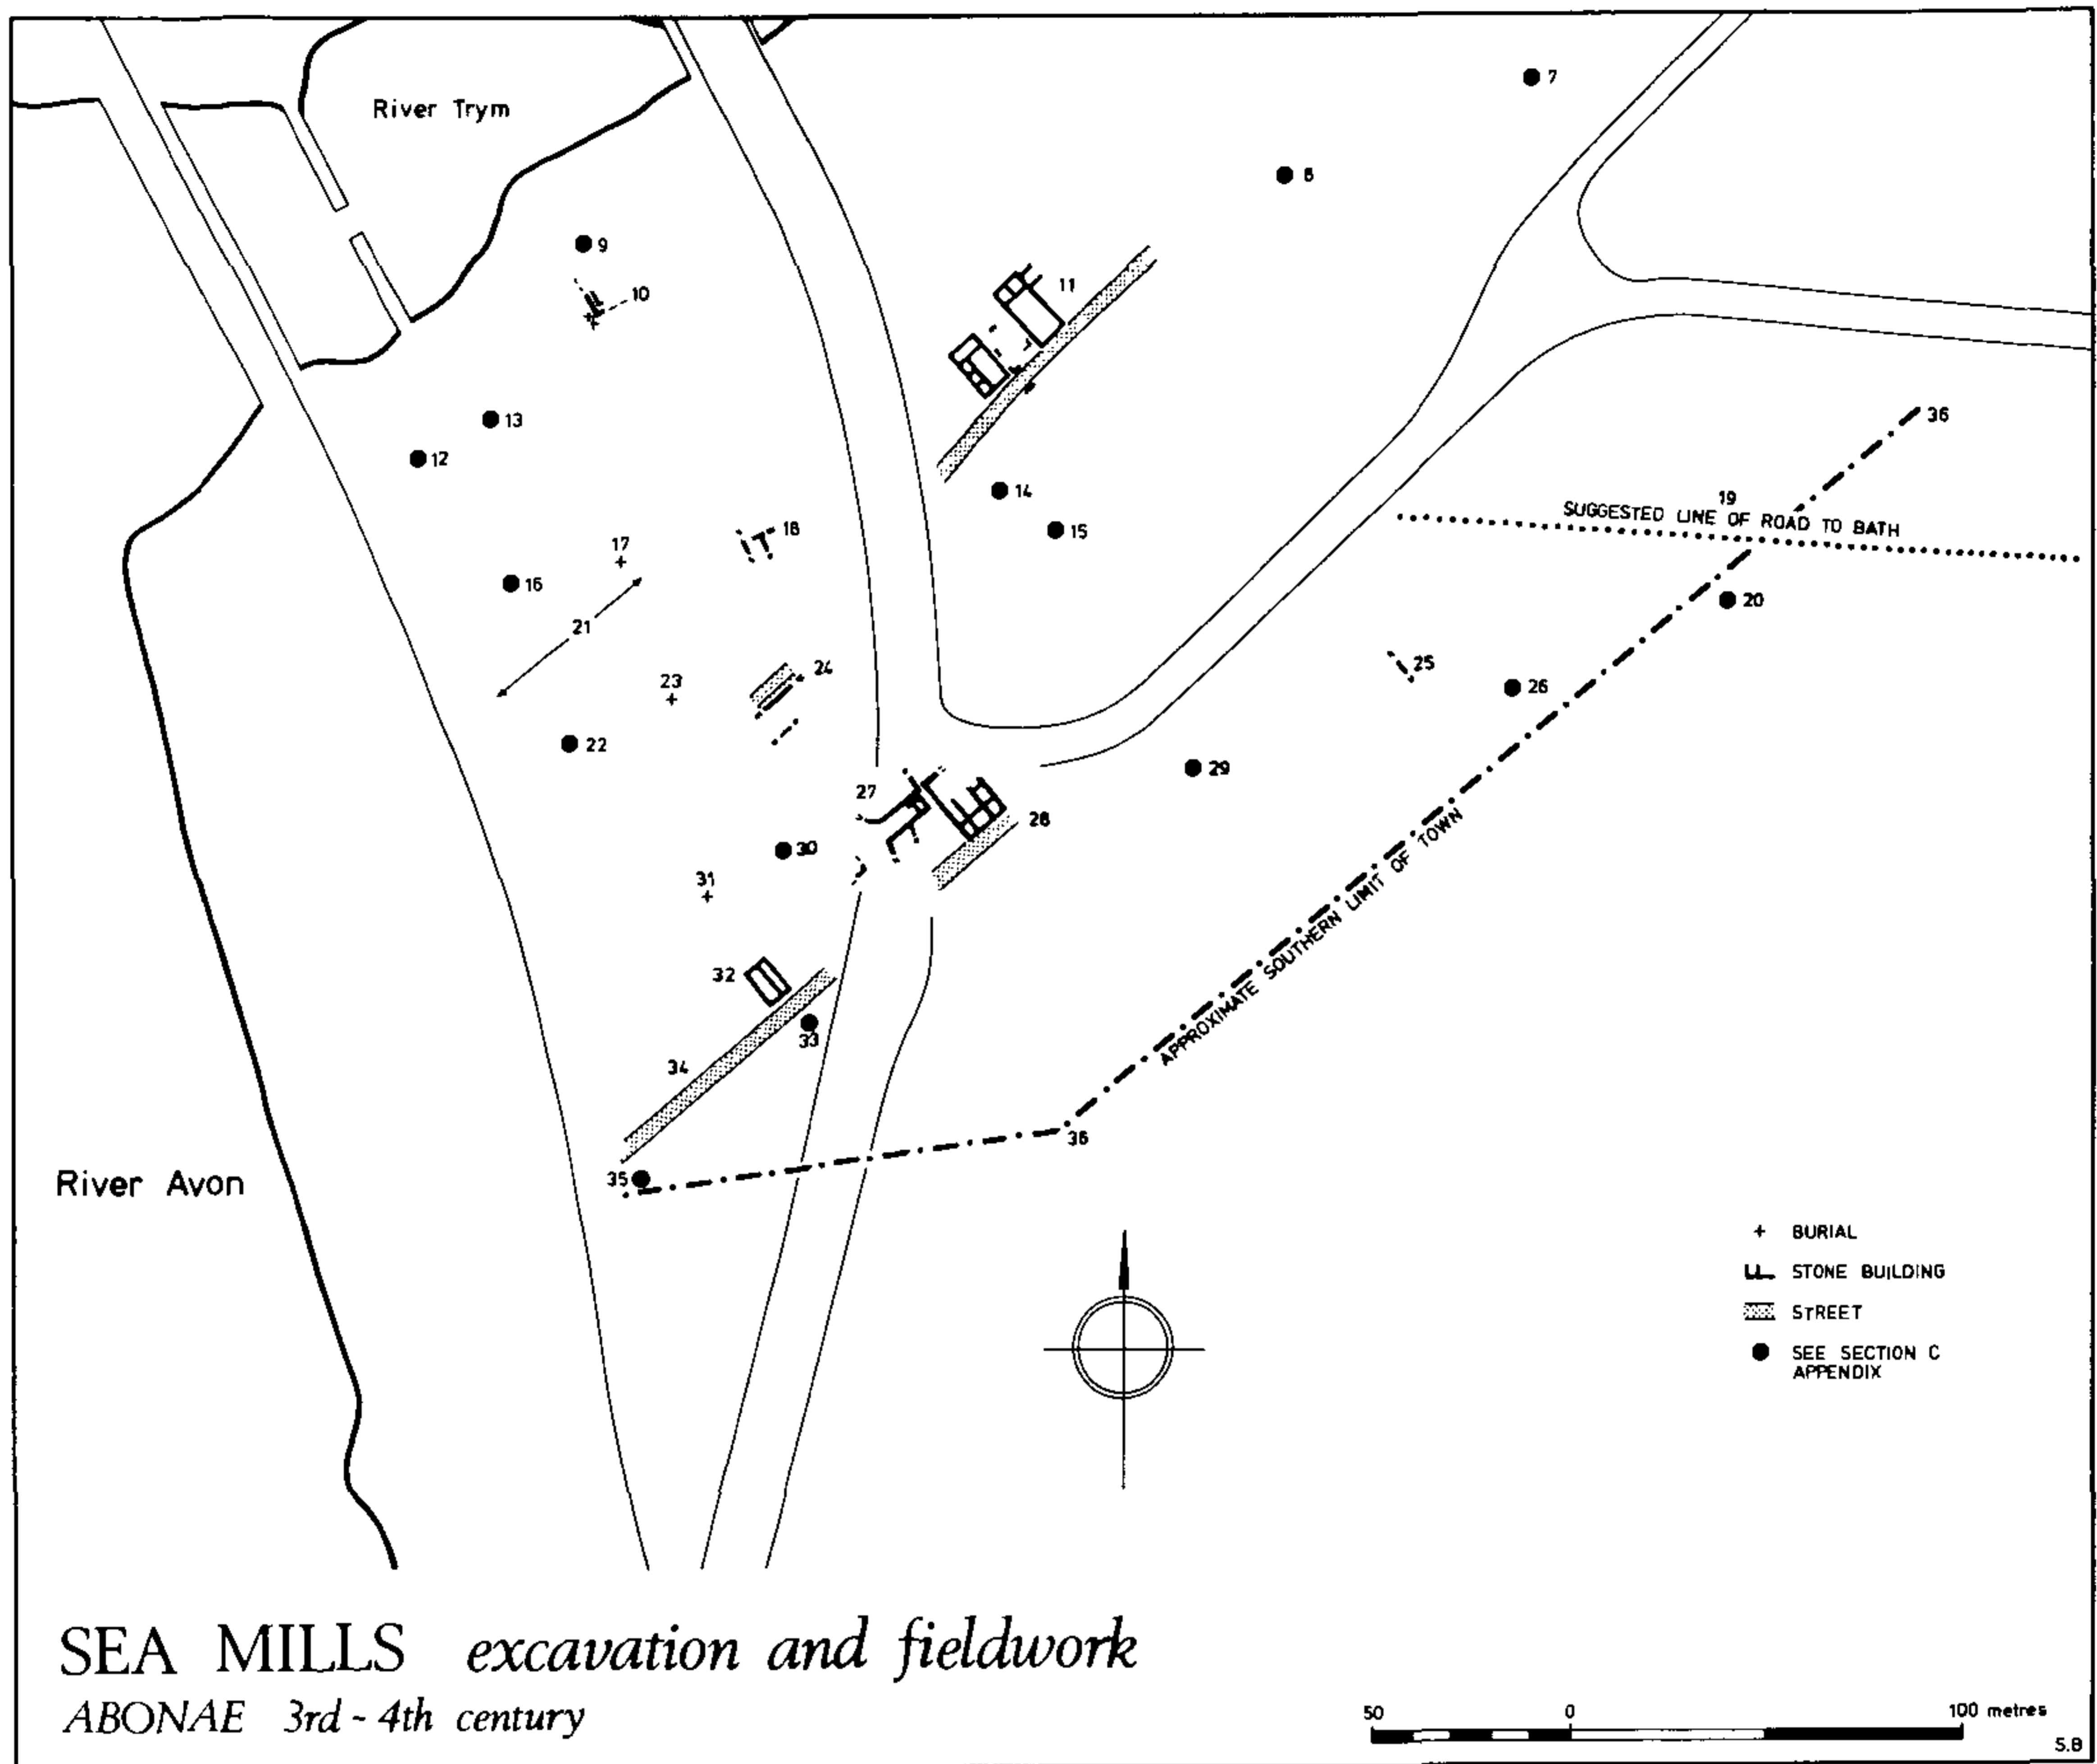 7
River Trym
8
9
11
10
36
13
12
14
19
SUGGESTED LINE OF ROAD TO BATH
15
18
17
16
20
21
25
24
23
26
22
29
27
28
30
31
APPROXIMATE SOUTHERN LIMIT OF TOWN
32
33
34
36
35
River Avon
+ BURIAL
STONE BUILDING
STREET
SEE SECTION C
APPENDIX
SEA MILLS excavation and fieldwork
ABONAE 3rd - 4th century
50 0 100 metres
5.8